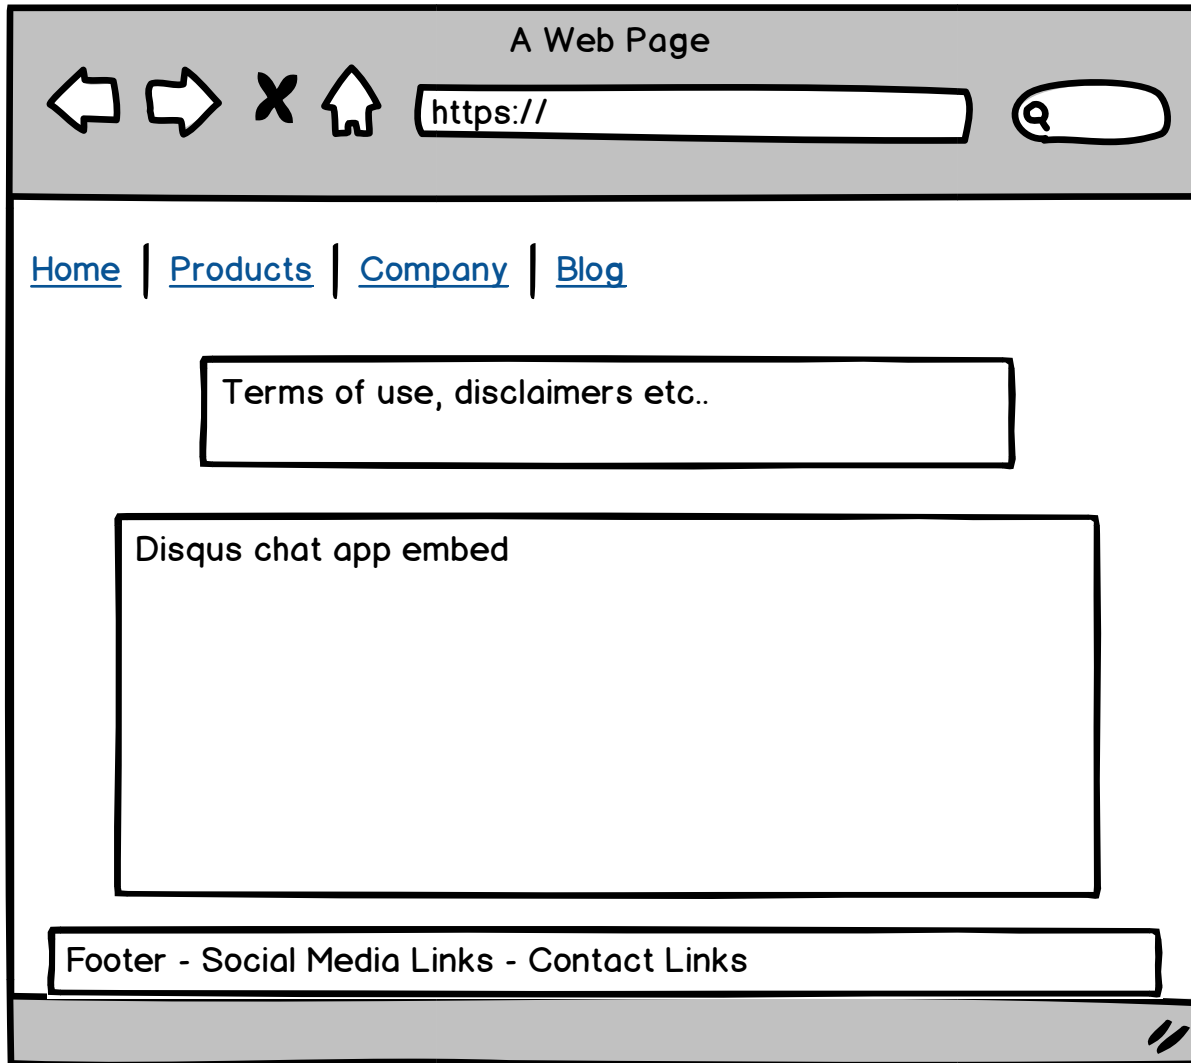 A Web Page
https://
Home | Products | Company | Blog
Terms of use, disclaimers etc..
Disqus chat app embed
Footer - Social Media Links - Contact Links